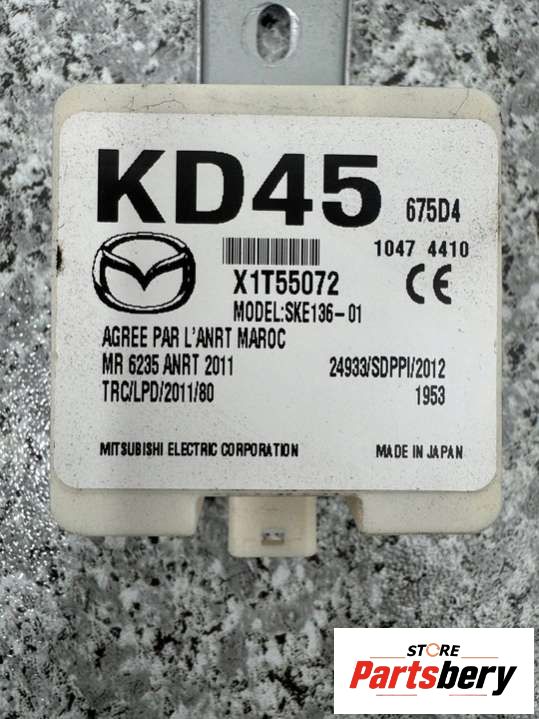 KD45 675D4
1047 4410
X1T55072
MODEL:SKE136-01
AGREE PAR L'ANRT MAROC
MR 6235 ANRT 2011 24933/SDPPI/2012
TRC/LPD/2011/80 1953
MITSUBISHI ELECTRIC CORPORATION MADE IN JAPAN
CE
STORE
Partsbery